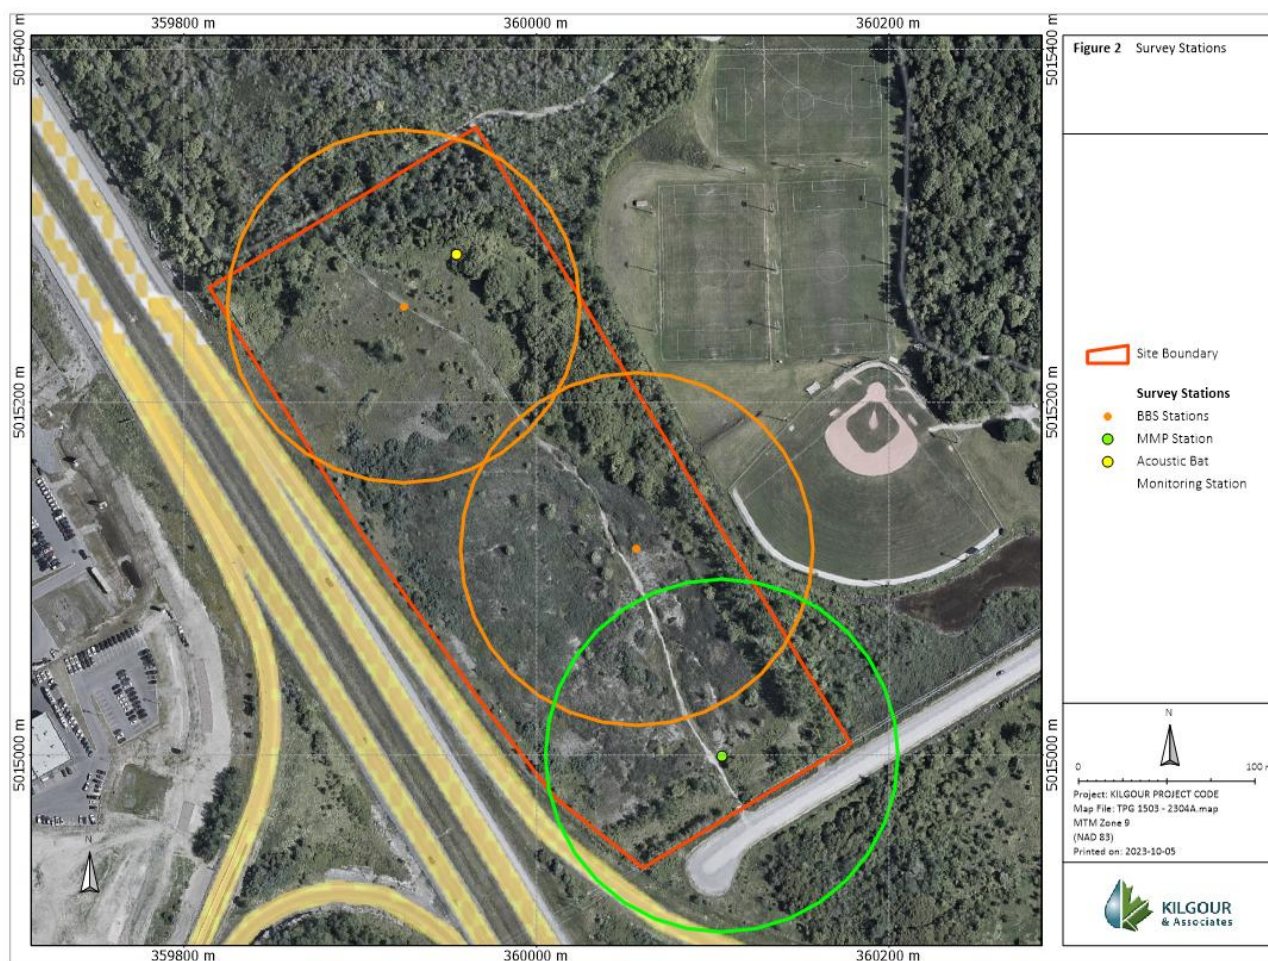 359800 m
360000 m
360200 m
5015400 m
5015400 m
Figure 2 Survey Stations
Site Boundary
Survey Stations
BBS Stations
MMP Station
Acoustic Bat
Monitoring Station
5015200 m
5015200 m
5015000 m
5015000 m
N
0 100 m
Project: KILGOUR PROJECT CODE
Map File: TPG 1503 - 2304A.map
MTM Zone 9
(NAD 83)
Printed on: 2023-10-05
N
KILGOUR
& Associates
359800 m
360000 m
360200 m